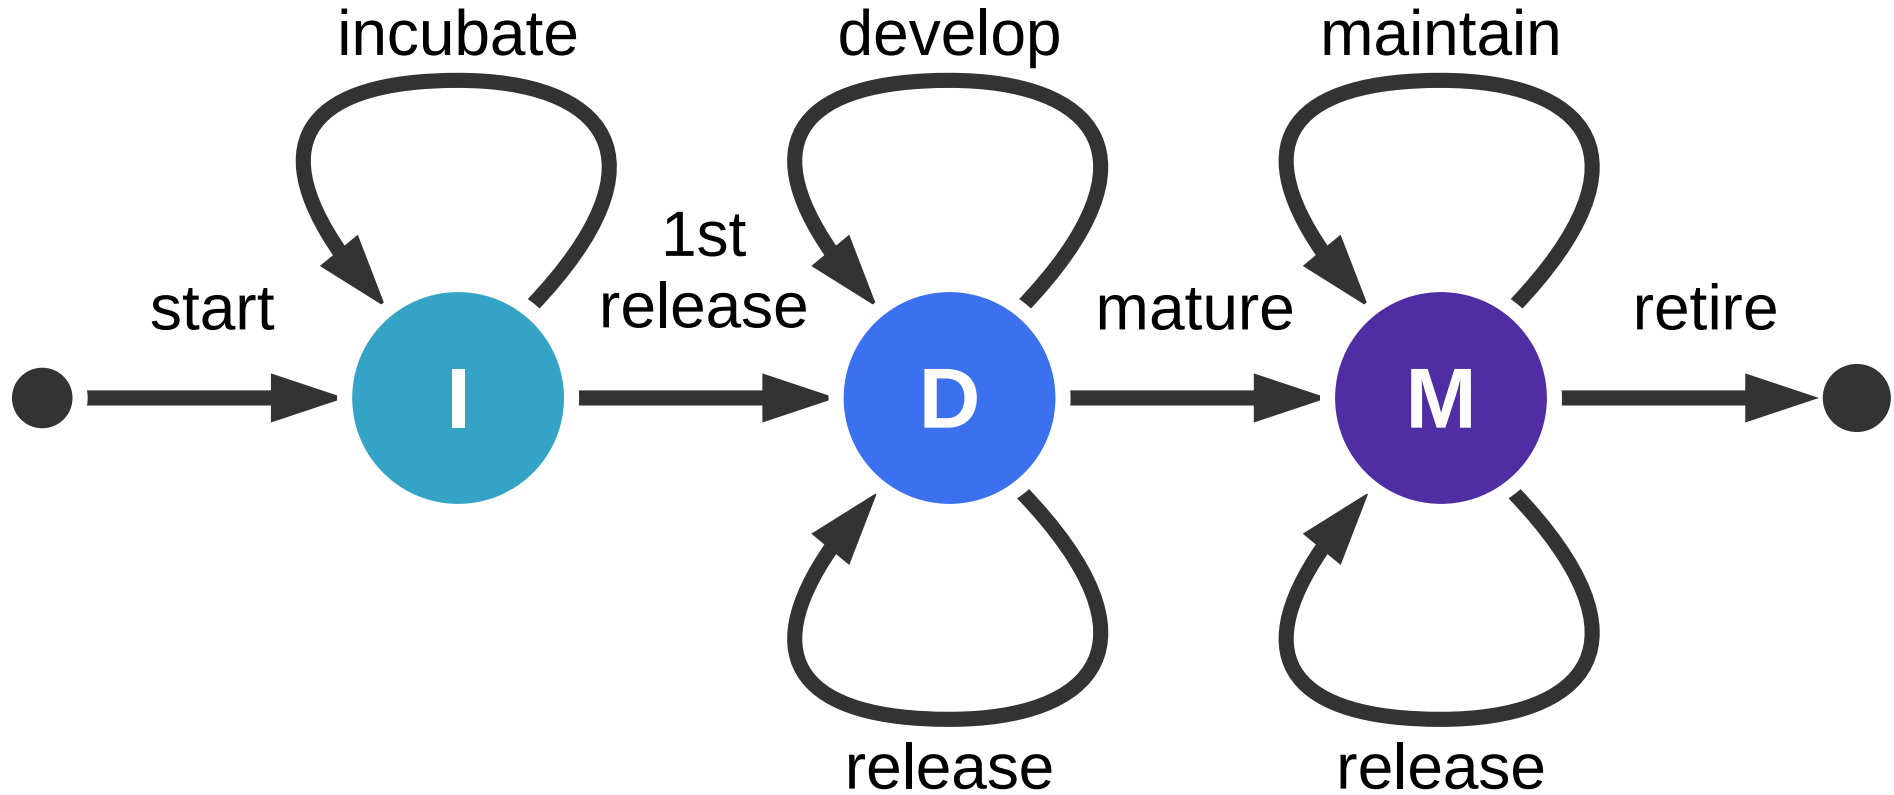 incubate
develop
maintain
start
1st
release
mature
retire
I
D
M
release
release